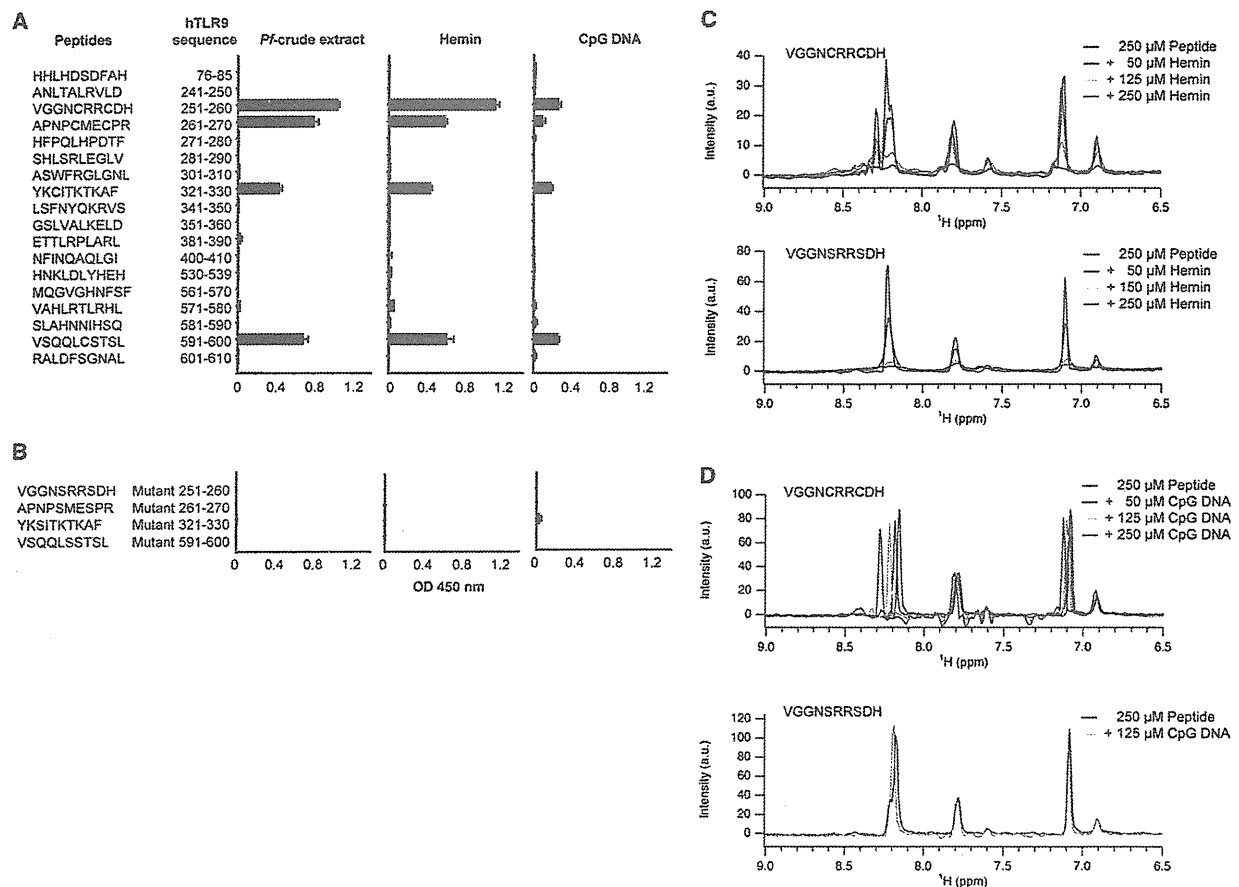 A
Peptides
hTLR9
sequence
Pf-crude extract
Hemin
CpG DNA
HHLHDSDFAH 76-85
ANLTALRVLD 241-250
VGGNCRRCDH 251-260
APNPCMECPR 261-270
HFPQLHPDTF 271-280
SHLSRLEGLV 281-290
ASWFRGLGNL 301-310
YKCITKTKAF 321-330
LSFNYQKRVS 341-350
GSLVALKELD 351-360
ETTLRPLARL 381-390
NFINQAQLGI 400-410
HNKLDLYHEH 530-539
MQGVGHNFSF 561-570
VAHLRTLRHL 571-580
SLAHNNIHSQ 581-590
VSQQLCSTSL 591-600
RALDFSGNAL 601-610
0 0.4 0.8 1.2 0 0.4 0.8 1.2 0 0.4 0.8 1.2
B
VGGNSRRSDH Mutant 251-260
APNPSMESPR Mutant 261-270
YKSITKTKAF Mutant 321-330
VSQQLSSTSL Mutant 591-600
0 0.4 0.8 1.2 0 0.4 0.8 1.2 0 0.4 0.8 1.2
OD 450 nm
C
VGGNCRRCDH
250 µM Peptide
+ 50 µM Hemin
+ 125 µM Hemin
+ 250 µM Hemin
Intensity (a.u.)
40
30
20
10
0
9.0 8.5 8.0 7.5 7.0 6.5
1H (ppm)
VGGNSRRSDH
250 µM Peptide
+ 50 µM Hemin
+ 150 µM Hemin
+ 250 µM Hemin
Intensity (a.u.)
80
60
40
20
0
9.0 8.5 8.0 7.5 7.0 6.5
1H (ppm)
D
VGGNCRRCDH
250 µM Peptide
+ 50 µM CpG DNA
+ 125 µM CpG DNA
+ 250 µM CpG DNA
Intensity (a.u.)
100
80
60
40
20
0
9.0 8.5 8.0 7.5 7.0 6.5
1H (ppm)
VGGNSRRSDH
250 µM Peptide
+ 125 µM CpG DNA
Intensity (a.u.)
120
100
80
60
40
20
0
9.0 8.5 8.0 7.5 7.0 6.5
1H (ppm)